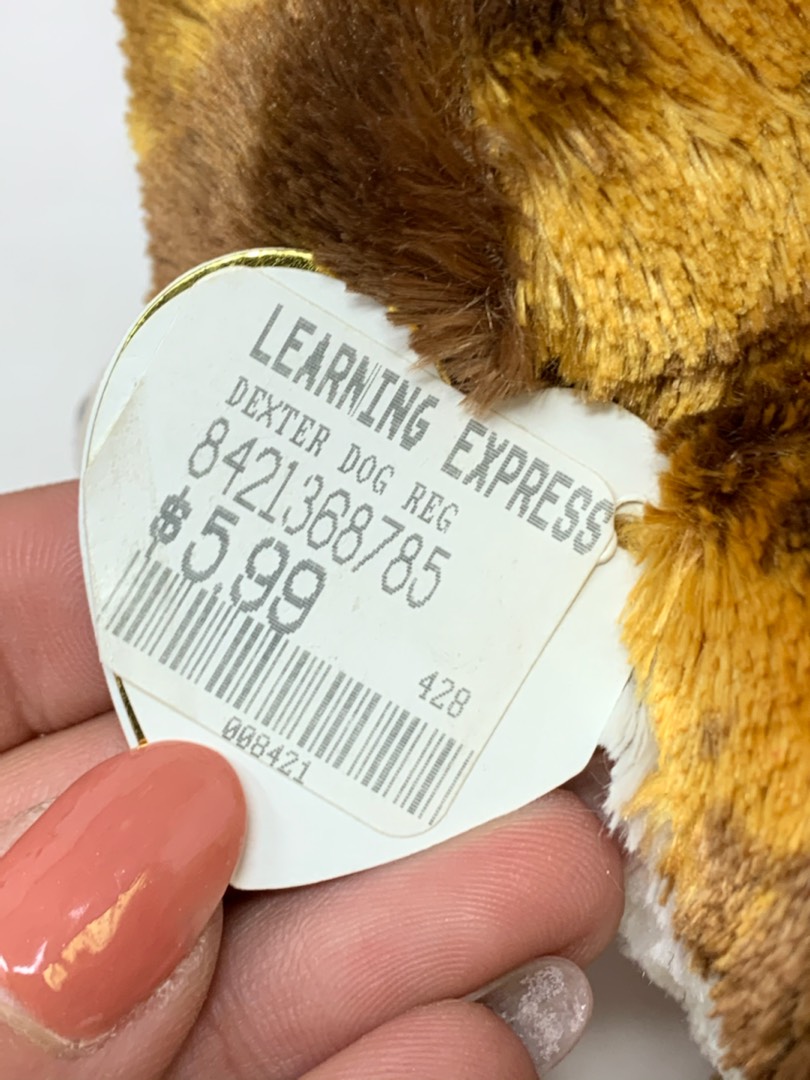 LEARNING EXPRESS
DEXTER DOG REG
8421368785
$5.99
428
008421